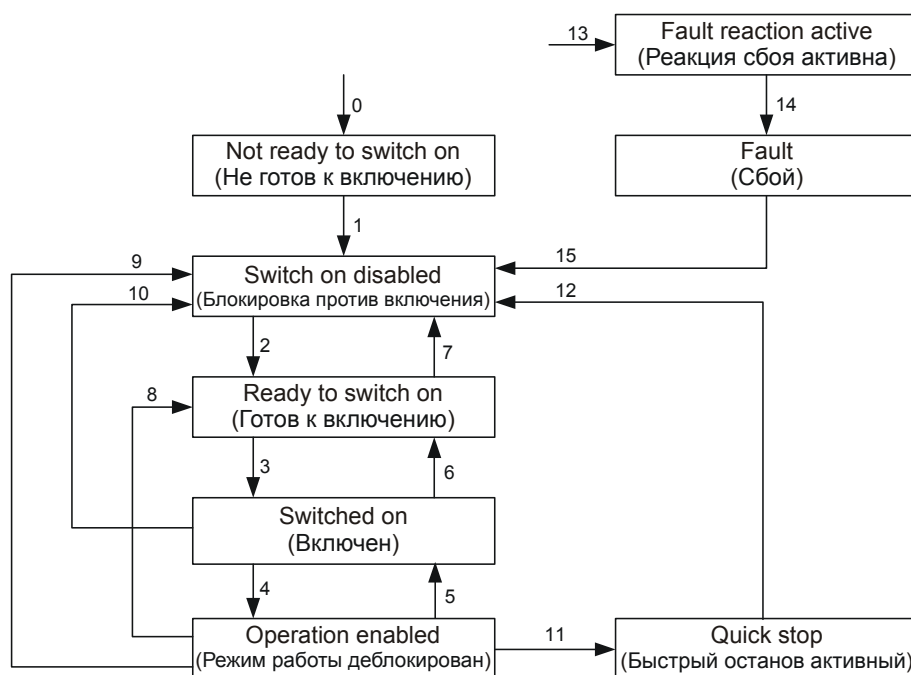 13
Fault reaction active
(Реакция сбоя активна)
0
14
Not ready to switch on
(Не готов к включению)
Fault
(Сбой)
1
9
15
Switch on disabled
(Блокировка против включения)
10
12
2
7
8
Ready to switch on
(Готов к включению)
3
6
Switched on
(Включен)
4
5
Operation enabled
(Режим работы деблокирован)
11
Quick stop
(Быстрый останов активный)